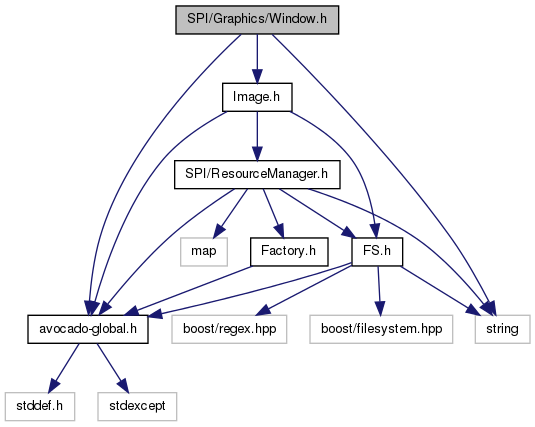 SPI/Graphics/Window.h
Image.h
SPI/ResourceManager.h
map
Factory.h
FS.h
avocado-global.h
boost/regex.hpp
boost/filesystem.hpp
string
stddef.h
stdexcept